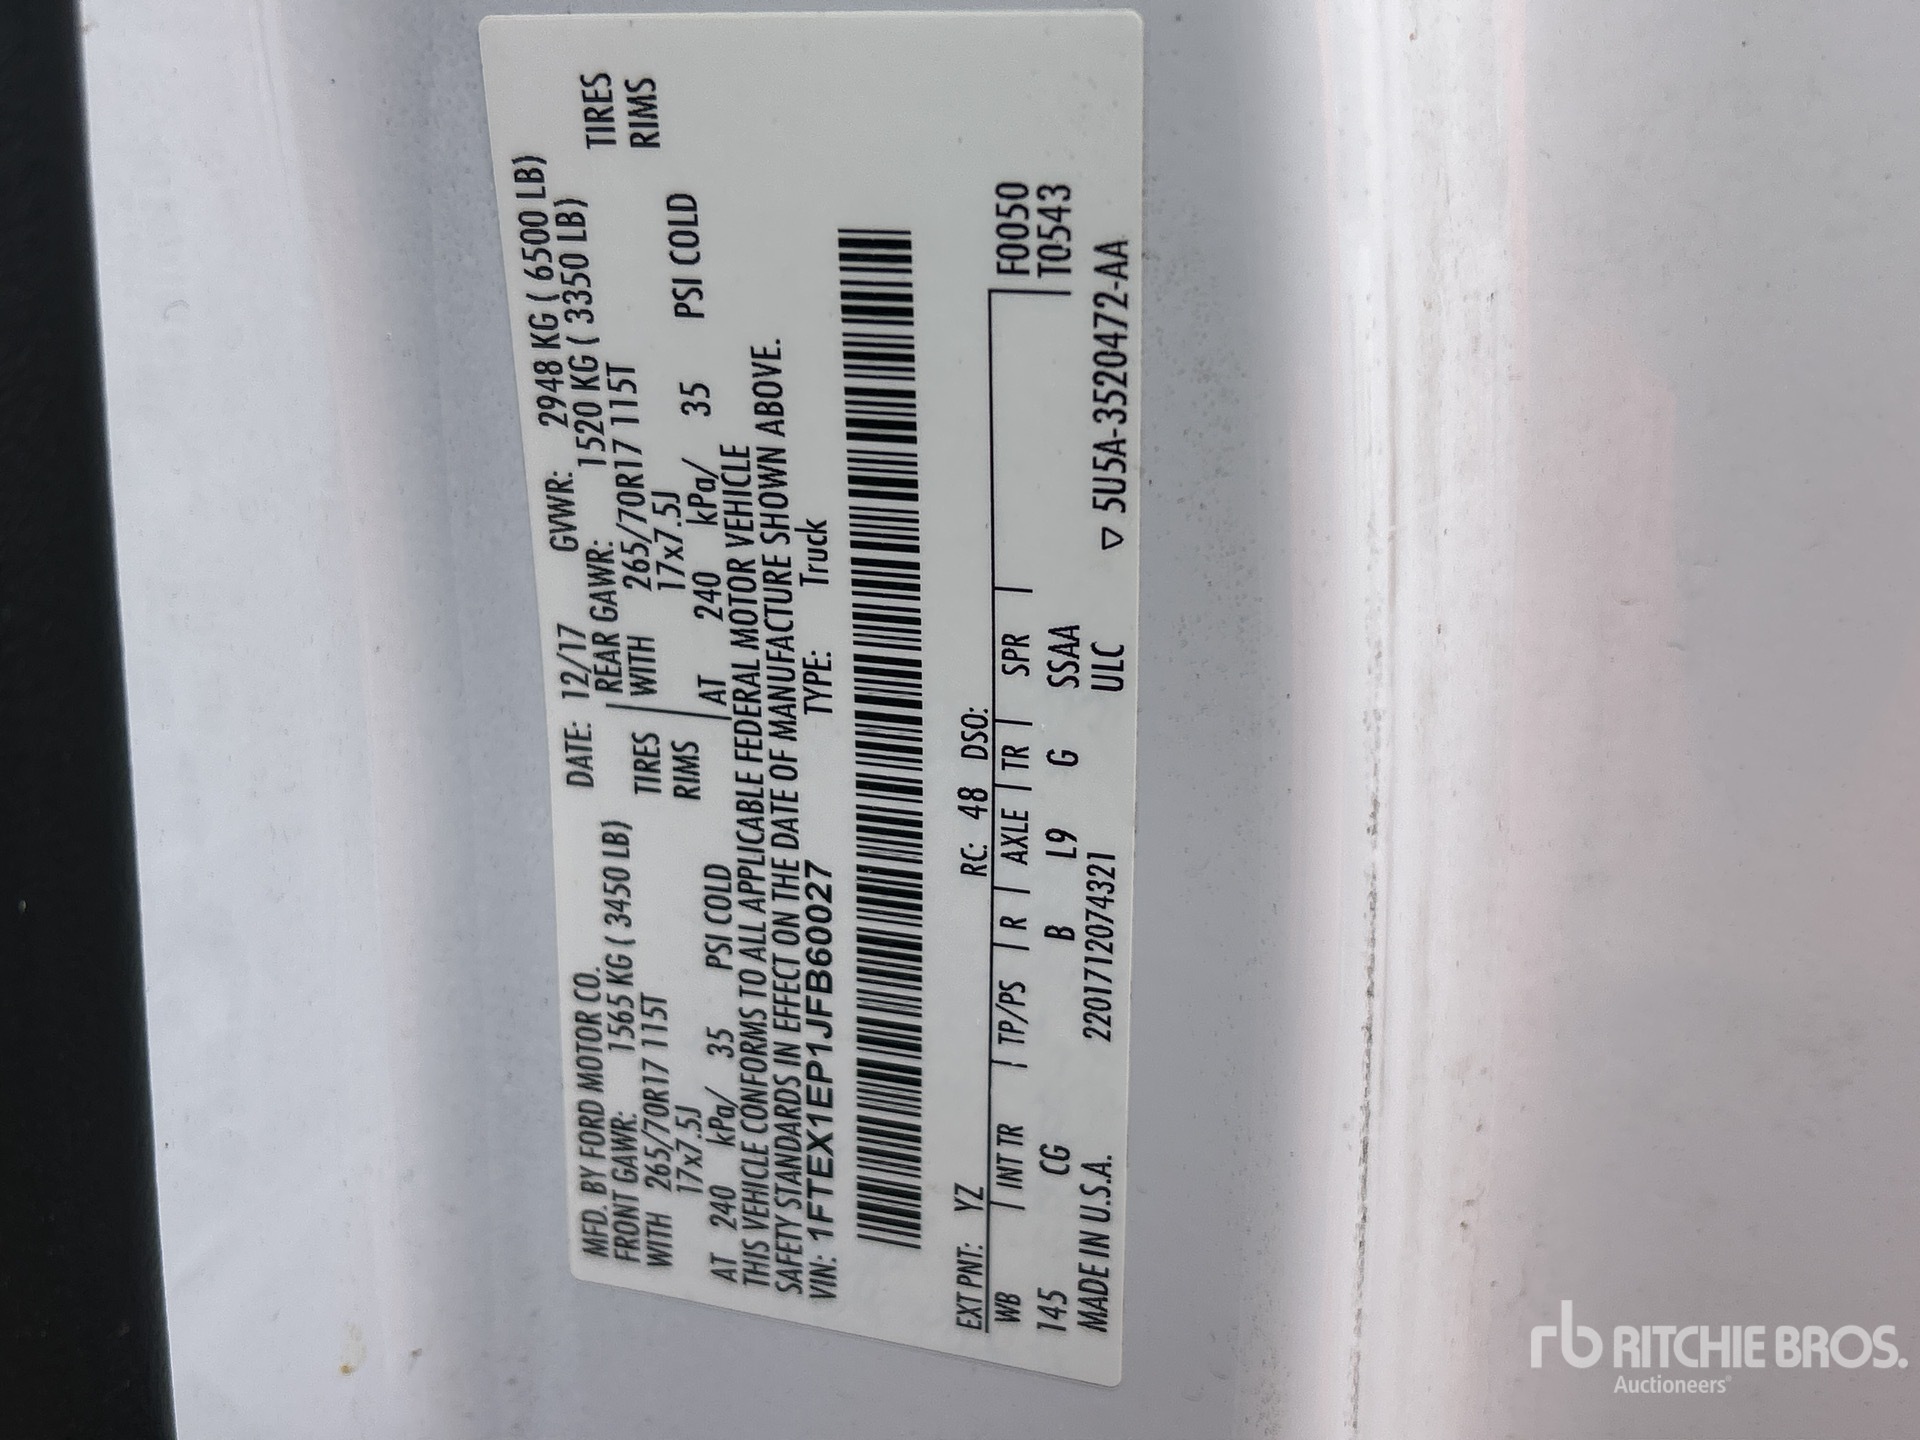 MFD. BY FORD MOTOR CO. DATE: 12/17 GVWR: 2948 KG ( 6500 LB)
FRONT GAWR: 1565 KG ( 3450 LB) REAR GAWR: 1520 KG ( 3350 LB)
WITH 265/70R17 115T TIRES WITH 265/70R17 115T TIRES
17x7.5J RIMS 17x7.5J RIMS
AT 240 kPa/ 35 PSI COLD AT 240 kPa/ 35 PSI COLD
THIS VEHICLE CONFORMS TO ALL APPLICABLE FEDERAL MOTOR VEHICLE
SAFETY STANDARDS IN EFFECT ON THE DATE OF MANUFACTURE SHOWN ABOVE.
VIN: 1FTEX1EP1JFB60027 TYPE: Truck
EXT PNT: YZ RC: 48 DSO:
WB INT TR TP/PS R AXLE TR SPR F0050
145 CG B L9 G SSAA T0543
MADE IN U.S.A. 220171207432​1 ULC ▽ 5U5A-3520472-AA
rb RITCHIE BROS.
Auctioneers®